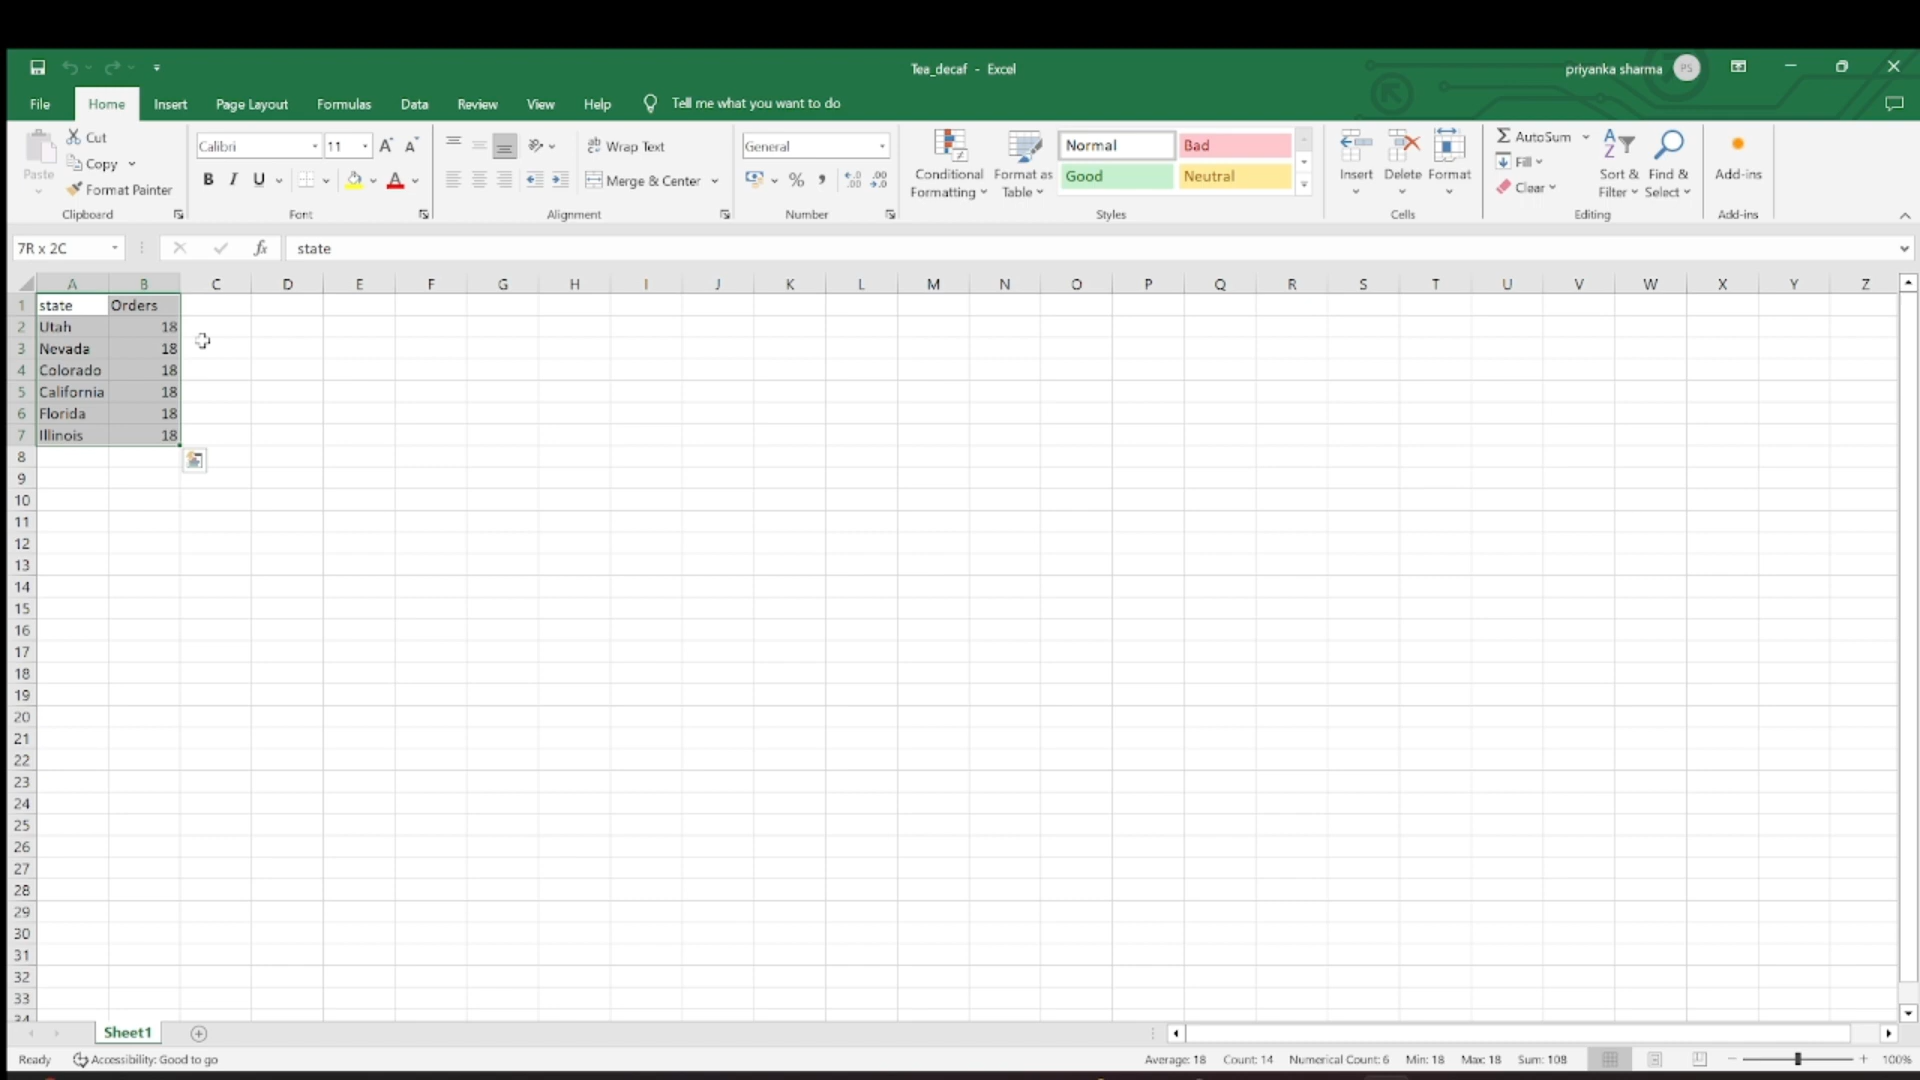 Tea_decaf - Excel
priyanka sharma PS
File Home Insert Page Layout Formulas Data Review View Help Tell me what you want to do
Paste
Cut
Copy
Format Painter
Clipboard
Calibri 11
B I U
Font
Wrap Text
Merge & Center
Alignment
General
Number
Conditional Formatting
Format as Table
Normal Bad
Good Neutral
Styles
Insert Delete Format
Cells
AutoSum
Fill
Clear
Sort & Filter
Find & Select
Editing
Add-ins
Add-ins
7R x 2C fx state
A B C D E F G H I J K L M N O P Q R S T U V W X Y Z
1 state Orders
2 Utah 18
3 Nevada 18
4 Colorado 18
5 California 18
6 Florida 18
7 Illinois 18
8
9
10
11
12
13
14
15
16
17
18
19
20
21
22
23
24
25
26
27
28
29
30
31
32
33
34
Sheet1
Ready Accessibility: Good to go Average: 18 Count: 14 Numerical Count: 6 Min: 18 Max: 18 Sum: 108 100%